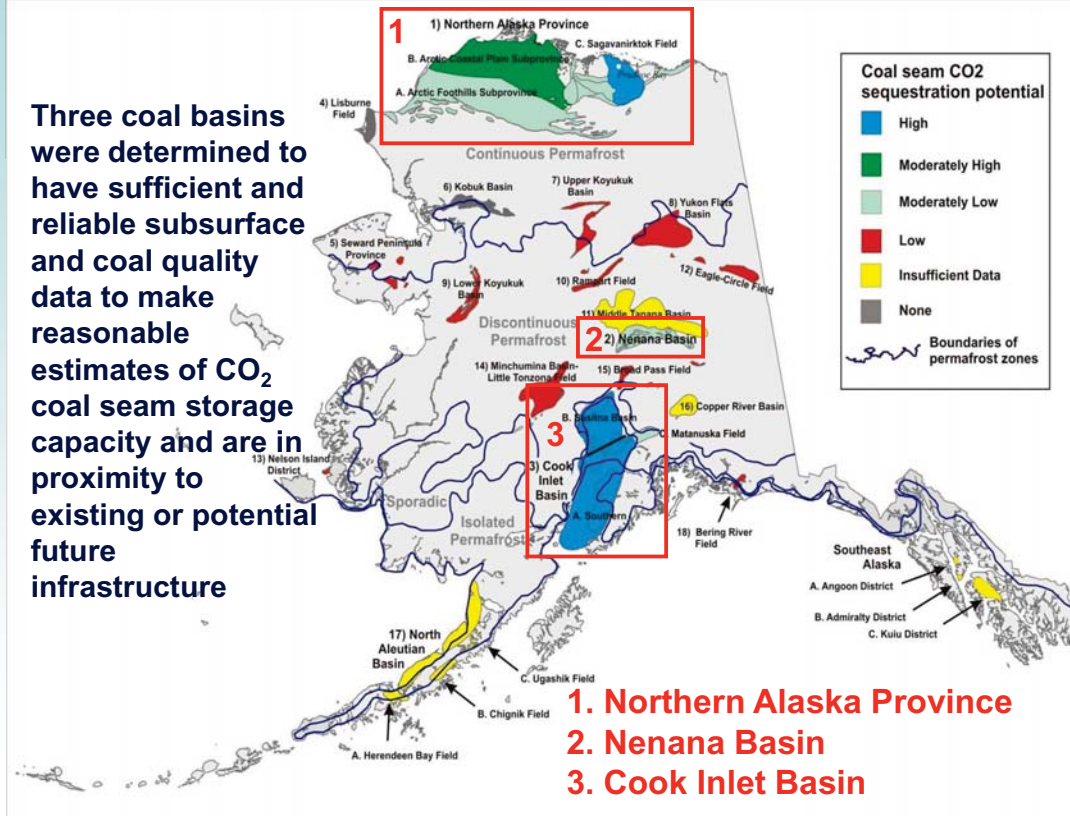 1
1) Northern Alaska Province
C. Sagavanirktok Field
B. Arctic Coastal Plain Subprovince
Prudhoe Bay
A. Arctic Foothills Subprovince
4) Lisburne
Field
Continuous Permafrost
Coal seam CO2
sequestration potential
High
Moderately High
Moderately Low
Low
Insufficient Data
None
Boundaries of
permafrost zones
Three coal basins
were determined to
have sufficient and
reliable subsurface
and coal quality
data to make
reasonable
estimates of CO₂
coal seam storage
capacity and are in
proximity to
existing or potential
future
infrastructure
6) Kobuk Basin
7) Upper Koyukuk
Basin
8) Yukon Flats
Basin
5) Seward Peninsula
Province
9) Lower Koyukuk
Basin
10) Rampart Field
12) Eagle-Circle Field
11) Middle Tanana Basin
Discontinuous
Permafrost
2
2) Nenana Basin
14) Minchumina Basin-
Little Tonzona Field
15) Broad Pass Field
16) Copper River Basin
B. Susitna Basin
3
C. Matanuska Field
3) Cook
Inlet
Basin
A. Southern
13) Nelson Island
District
Sporadic
Isolated
Permafrost
18) Bering River
Field
Southeast
Alaska
A. Angoon District
B. Admiralty District
C. Kuiu District
17) North
Aleutian
Basin
C. Ugashik Field
B. Chignik Field
A. Herendeen Bay Field
1. Northern Alaska Province
2. Nenana Basin
3. Cook Inlet Basin